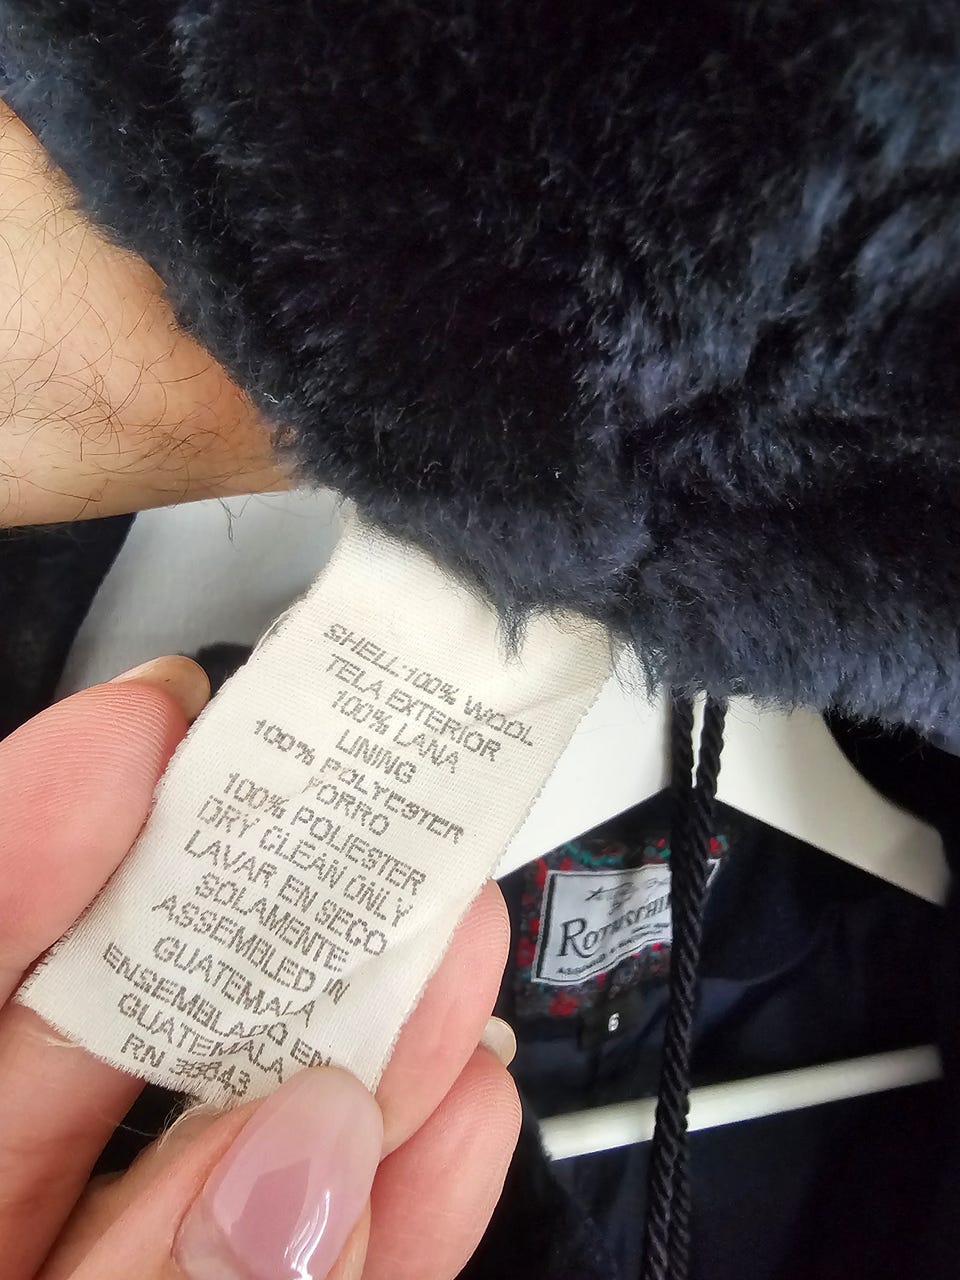 SHELL:100% WOOL
TELA EXTERIOR
100% LANA
LINING
100% POLYESTER
FORRO
100% POLIESTER
DRY CLEAN ONLY
LAVAR EN SECO
SOLAMENTE
ASSEMBLED IN
GUATEMALA
ENSEMBLADO EN
GUATEMALA
RN
6